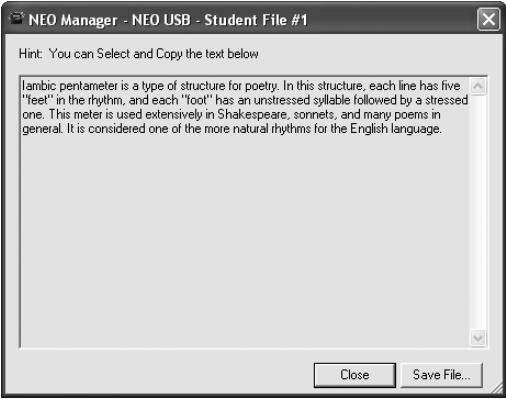 NEO Manager - NEO USB - Student File #1
Hint: You can Select and Copy the text below
Iambic pentameter is a type of structure for poetry. In this structure, each line has five
"feet" in the rhythm, and each "foot" has an unstressed syllable followed by a stressed
one. This meter is used extensively in Shakespeare, sonnets, and many poems in
general. It is considered one of the more natural rhythms for the English language.
Close Save File...